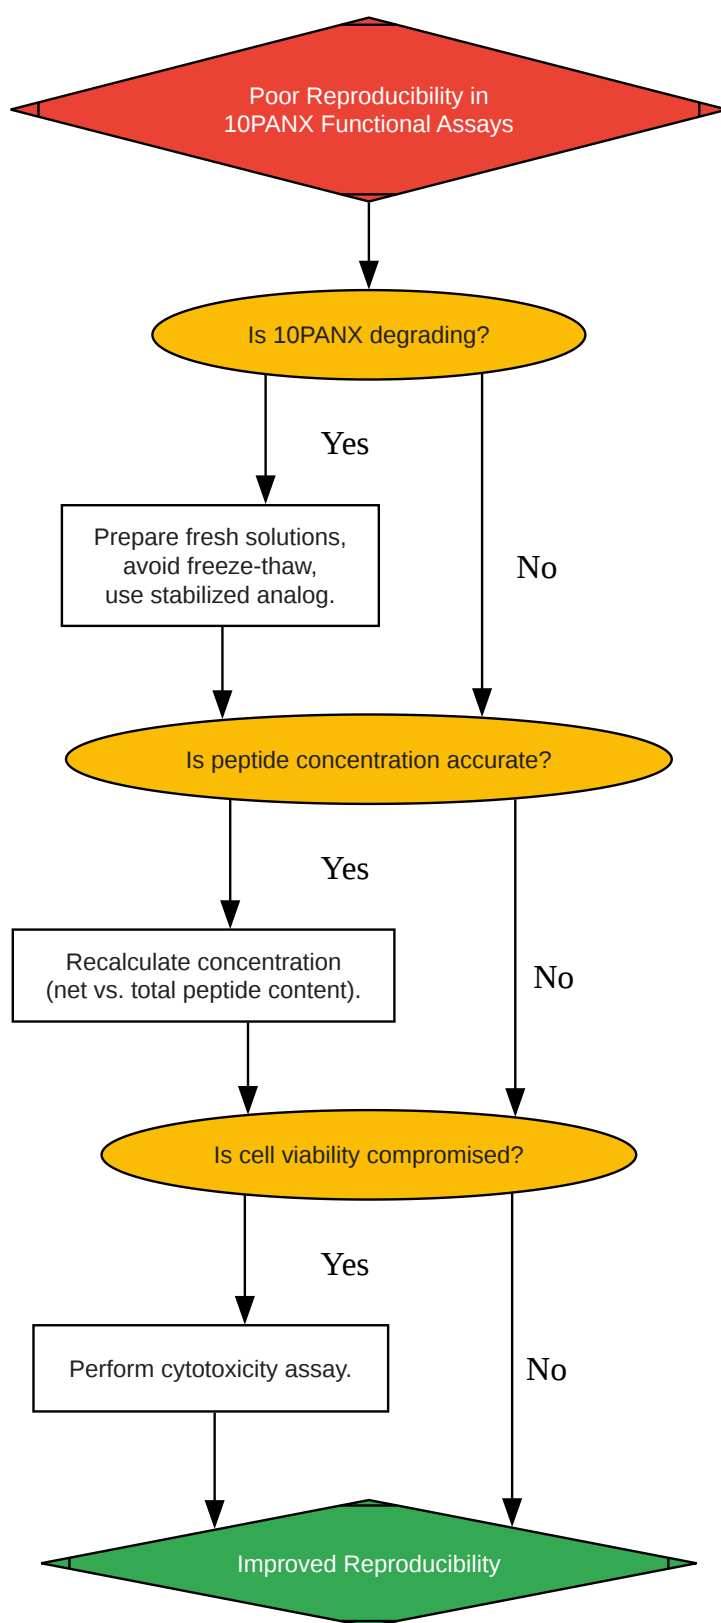 Poor Reproducibility in
10PANX Functional Assays
Is 10PANX degrading?
Yes
Prepare fresh solutions,
avoid freeze-thaw,
use stabilized analog.
No
Is peptide concentration accurate?
Yes
Recalculate concentration
(net vs. total peptide content).
No
Is cell viability compromised?
Yes
Perform cytotoxicity assay.
No
Improved Reproducibility